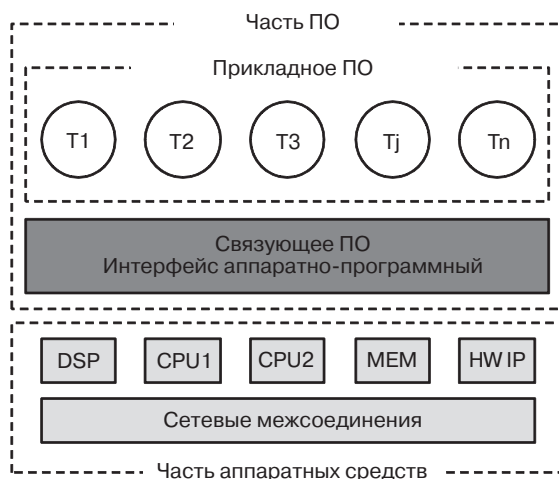 Часть ПО
Прикладное ПО
T1 T2 T3 Tj Tn
Связующее ПО
Интерфейс аппаратно-программный
DSP CPU1 CPU2 MEM HW IP
Сетевые межсоединения
Часть аппаратных средств